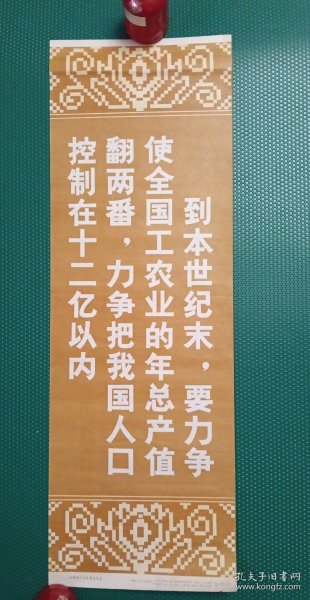 到本世纪末，要力争
使全国工农业的年总产值
翻两番，力争把我国人口
控制在十二亿以内
孔夫子旧书网
www.kongfz.com